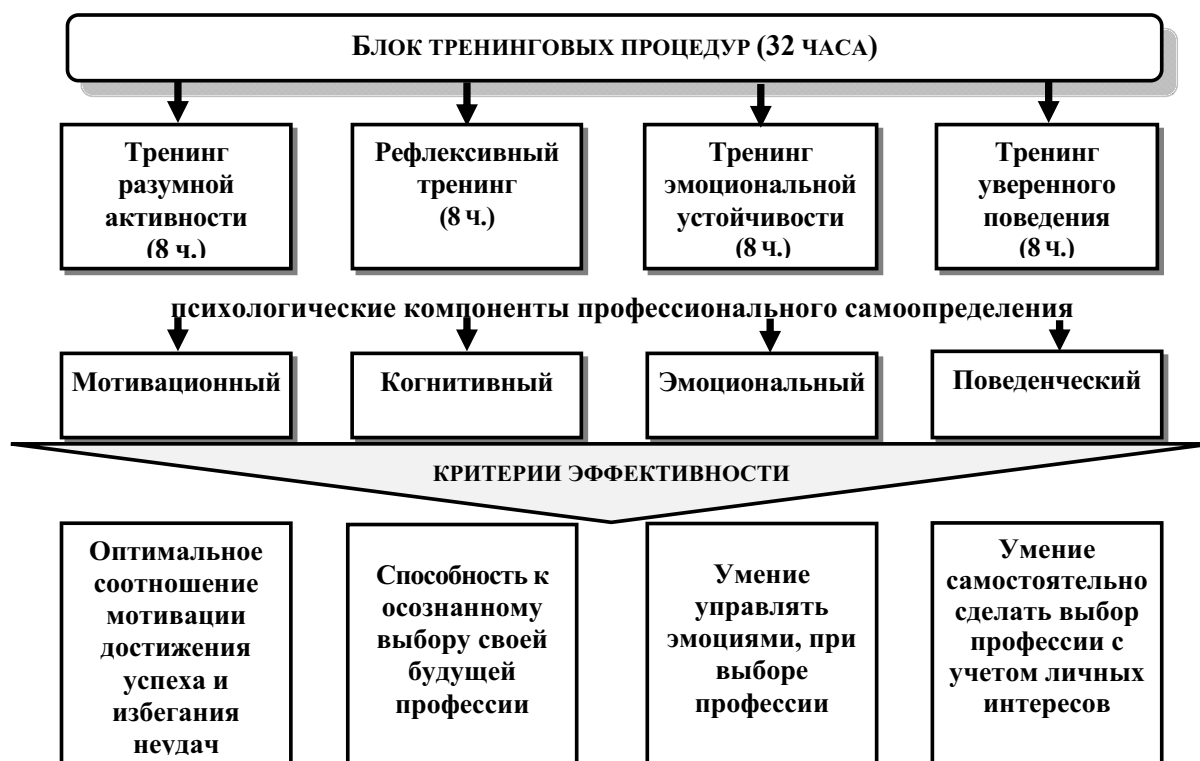 БЛОК ТРЕНИНГОВЫХ ПРОЦЕДУР (32 ЧАСА)
Тренинг
разумной
активности
(8 ч.)
Рефлексивный
тренинг
(8 ч.)
Тренинг
эмоциональной
устойчивости
(8 ч.)
Тренинг
уверенного
поведения
(8 ч.)
психологические компоненты профессионального самоопределения
Мотивационный
Когнитивный
Эмоциональный
Поведенческий
КРИТЕРИИ ЭФФЕКТИВНОСТИ
Оптимальное
соотношение
мотивации
достижения
успеха и
избегания
неудач
Способность к
осознанному
выбору своей
будущей
профессии
Умение
управлять
эмоциями, при
выборе
профессии
Умение
самостоятельно
сделать выбор
профессии с
учетом личных
интересов